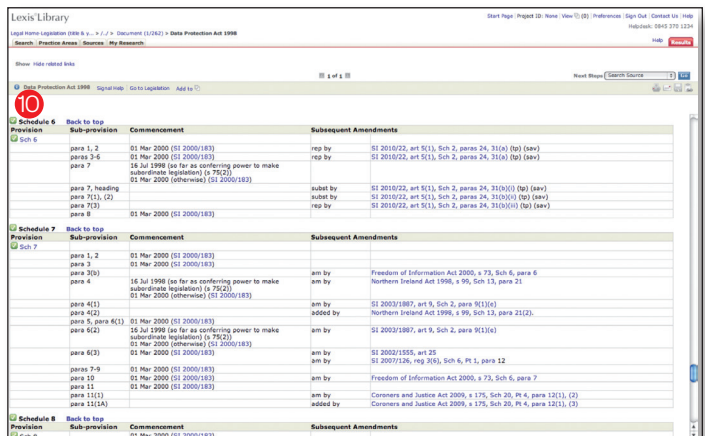 Lexis®Library
Start Page | Project ID: None | View (0) | Preferences | Sign Out | Contact Us | Help
Helpdesk: 0845 370 1234
Legal Home-Legislation (title & y... > /../ > Document (1/262) > Data Protection Act 1998
Search Practice Areas Sources My Research
Help Results
Show Hide related links
1 of 1
Next Steps Search Source Go
Data Protection Act 1998 Signal Help Go to Legislation Add to
10
Schedule 6 Back to top
Provision Sub-provision Commencement Subsequent Amendments
Sch 6
para 1, 2 01 Mar 2000 (SI 2000/183) rep by SI 2010/22, art 5(1), Sch 2, paras 24, 31(a) (tp) (sav)
paras 3-6 01 Mar 2000 (SI 2000/183) rep by SI 2010/22, art 5(1), Sch 2, paras 24, 31(a) (tp) (sav)
para 7 16 Jul 1998 (so far as conferring power to make
subordinate legislation) (s 75(2))
01 Mar 2000 (otherwise) (SI 2000/183)
para 7, heading subst by SI 2010/22, art 5(1), Sch 2, paras 24, 31(b)(i) (tp) (sav)
para 7(1), (2) subst by SI 2010/22, art 5(1), Sch 2, paras 24, 31(b)(ii) (tp) (sav)
para 7(3) rep by SI 2010/22, art 5(1), Sch 2, paras 24, 31(b)(iii) (tp) (sav)
para 8 01 Mar 2000 (SI 2000/183)
Schedule 7 Back to top
Provision Sub-provision Commencement Subsequent Amendments
Sch 7
para 1, 2 01 Mar 2000 (SI 2000/183)
para 3 01 Mar 2000 (SI 2000/183)
para 3(b) am by Freedom of Information Act 2000, s 73, Sch 6, para 6
para 4 16 Jul 1998 (so far as conferring power to make am by Northern Ireland Act 1998, s 99, Sch 13, para 21
subordinate legislation) (s 75(2))
01 Mar 2000 (otherwise) (SI 2000/183)
para 4(1) am by SI 2003/1887, art 9, Sch 2, para 9(1)(e)
para 4(2) added by Northern Ireland Act 1998, s 99, Sch 13, para 21(2).
para 5, para 6(1) 01 Mar 2000 (SI 2000/183)
para 6(2) 16 Jul 1998 (so far as conferring power to make am by SI 2003/1887, art 9, Sch 2, para 9(1)(e)
subordinate legislation) (s 75(2))
01 Mar 2000 (otherwise) (SI 2000/183)
para 6(3) 01 Mar 2000 (SI 2000/183) am by SI 2002/1555, art 25
am by SI 2007/126, reg 3(6), Sch 6, Pt 1, para 12
paras 7-9 01 Mar 2000 (SI 2000/183)
para 10 01 Mar 2000 (SI 2000/183) am by Freedom of Information Act 2000, s 73, Sch 6, para 7
para 11 01 Mar 2000 (SI 2000/183)
para 11(1) am by Coroners and Justice Act 2009, s 175, Sch 20, Pt 4, para 12(1), (2)
para 11(1A) added by Coroners and Justice Act 2009, s 175, Sch 20, Pt 4, para 12(1), (3)
Schedule 8 Back to top
Provision Sub-provision Commencement Subsequent Amendments
01 Mar 2000 (SI 2000/183)